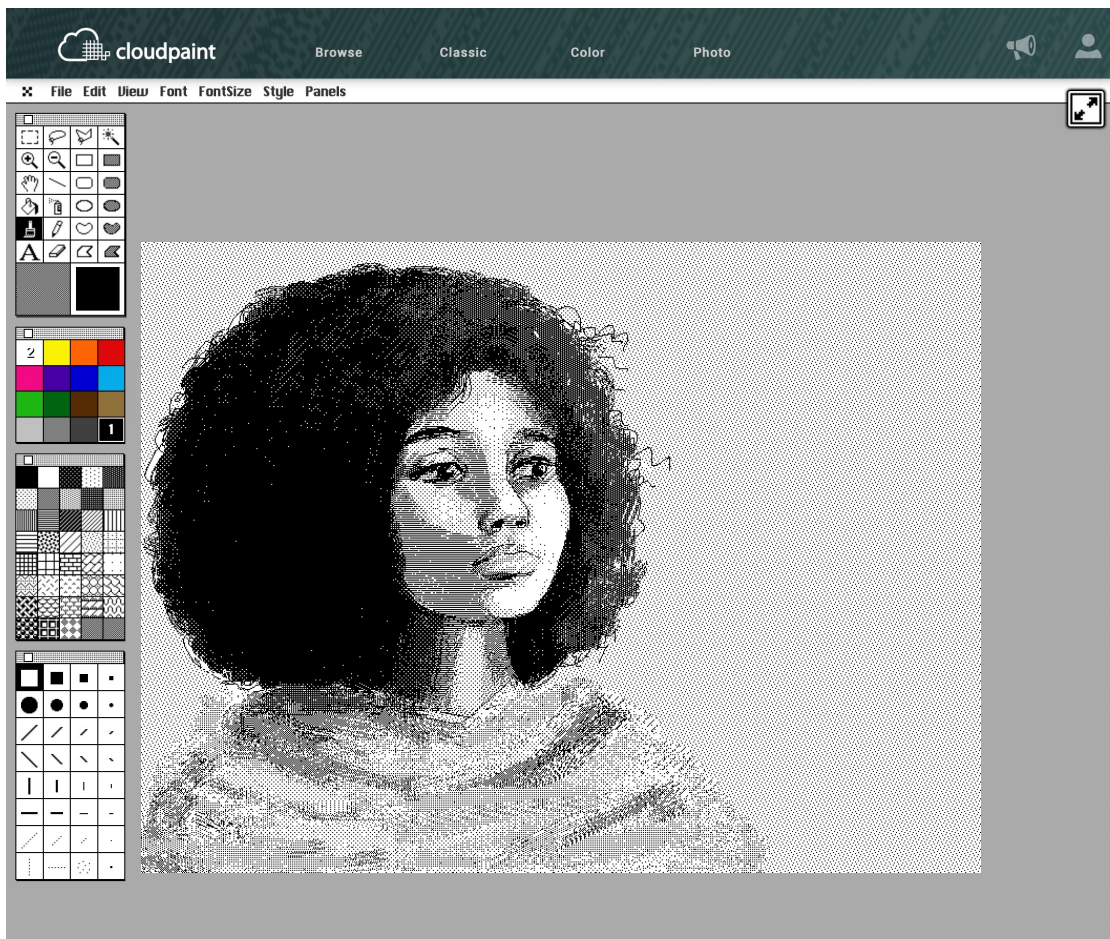 cloudpaint Browse Classic Color Photo
File Edit View Font FontSize Style Panels
A
2
1